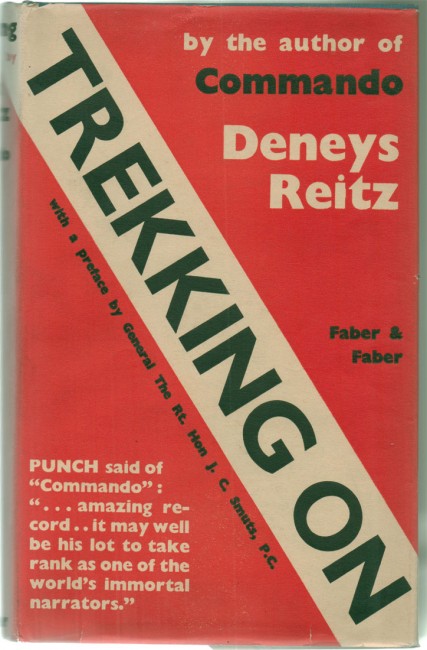 by the author of
Commando
Deneys
Reitz
TREKKING ON
with a preface by General The Rt. Hon J. C. Smuts, P.C.
Faber &
Faber
PUNCH said of
“Commando” :
“... amazing re-
cord .. it may well
be his lot to take
rank as one of the
world’s immortal
narrators.”